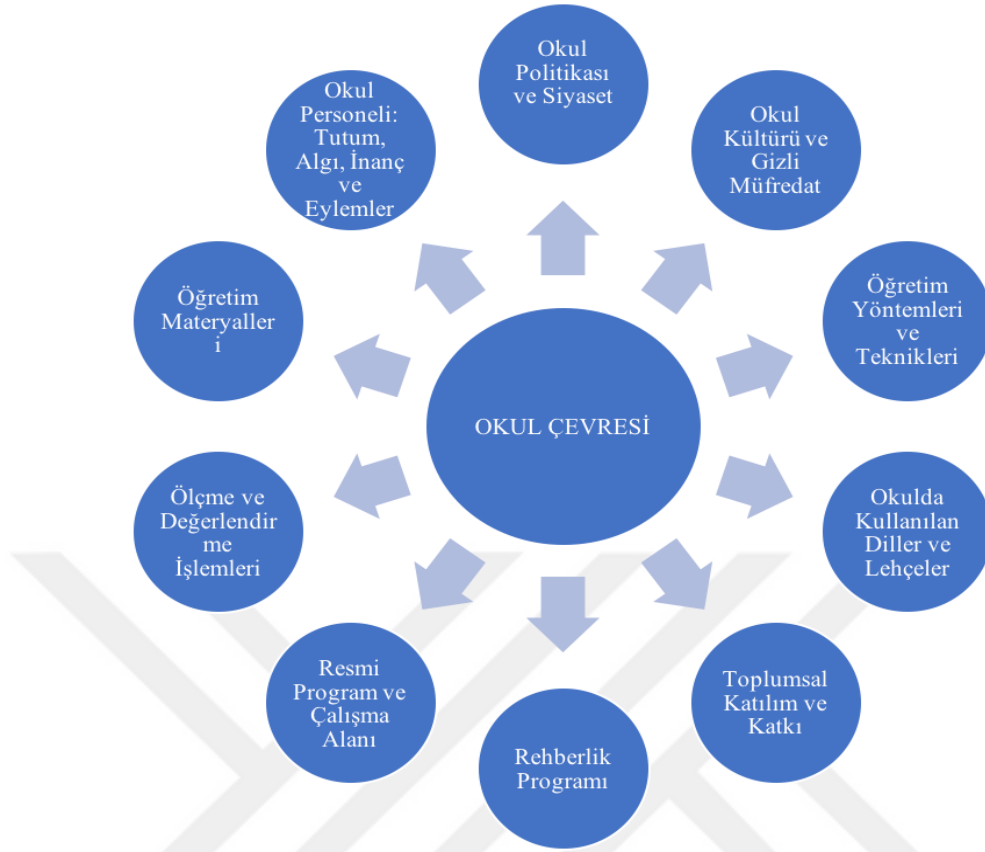 Okul
Politikası
ve Siyaset
Okul
Kültürü ve
Gizli
Müfredat
Öğretim
Yöntemleri
ve
Teknikleri
Okulda
Kullanılan
Diller ve
Lehçeler
Toplumsal
Katılım ve
Katkı
Rehberlik
Programı
Resmi
Program ve
Çalışma
Alanı
Ölçme ve
Değerlendir
me
İşlemleri
Öğretim
Materyaller
i
Okul
Personeli:
Tutum,
Algı, İnanç
ve
Eylemler
OKUL ÇEVRESİ